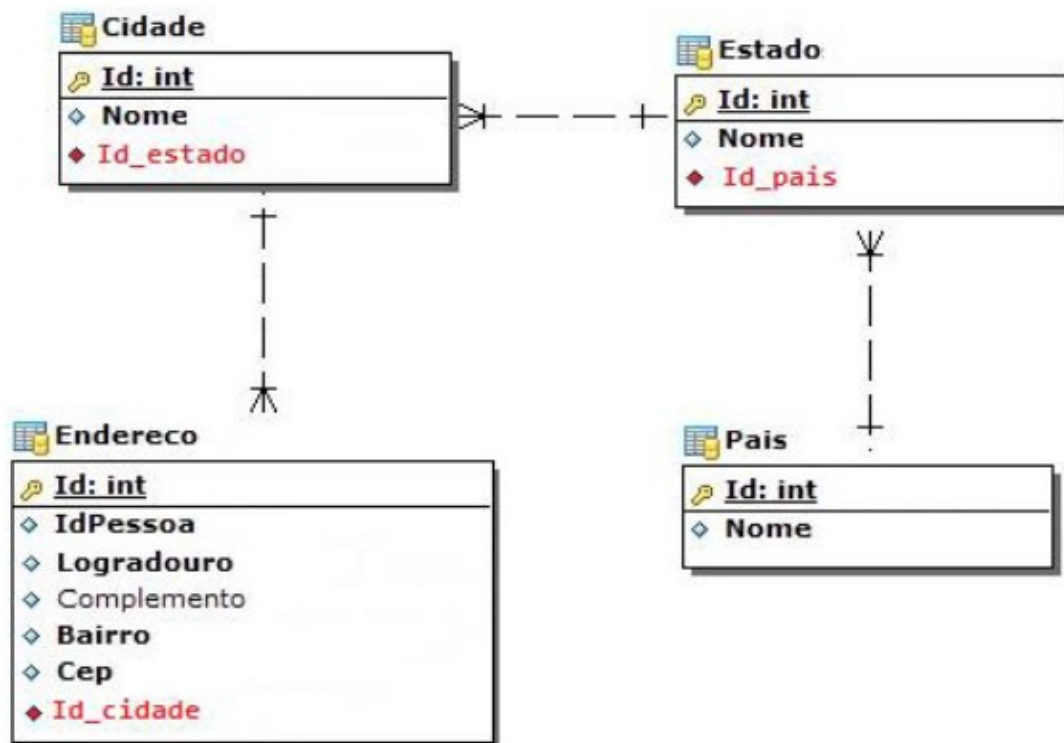 Cidade
Id: int
Nome
Id_estado
Estado
Id: int
Nome
Id_pais
Endereco
Id: int
IdPessoa
Logradouro
Complemento
Bairro
Cep
Id_cidade
Pais
Id: int
Nome